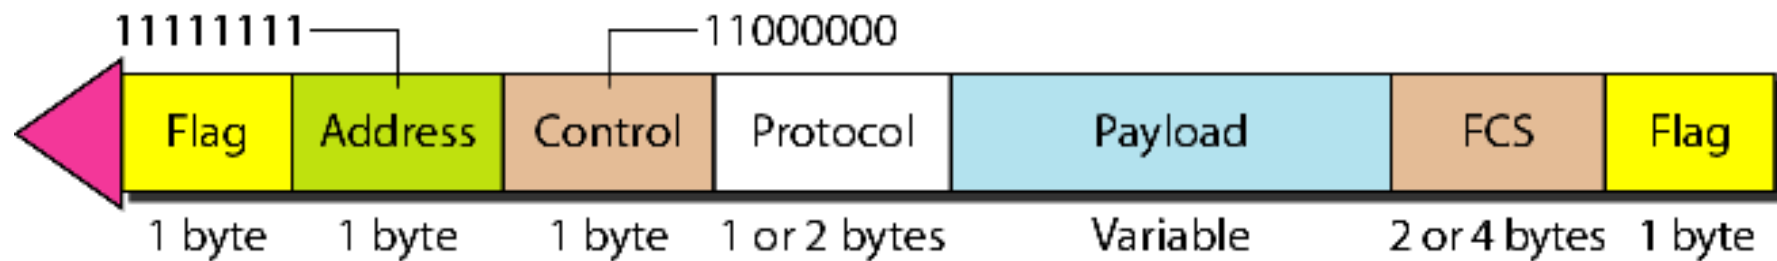 11111111 11000000
Flag Address Control Protocol Payload FCS Flag
1 byte 1 byte 1 byte 1 or 2 bytes Variable 2 or 4 bytes 1 byte